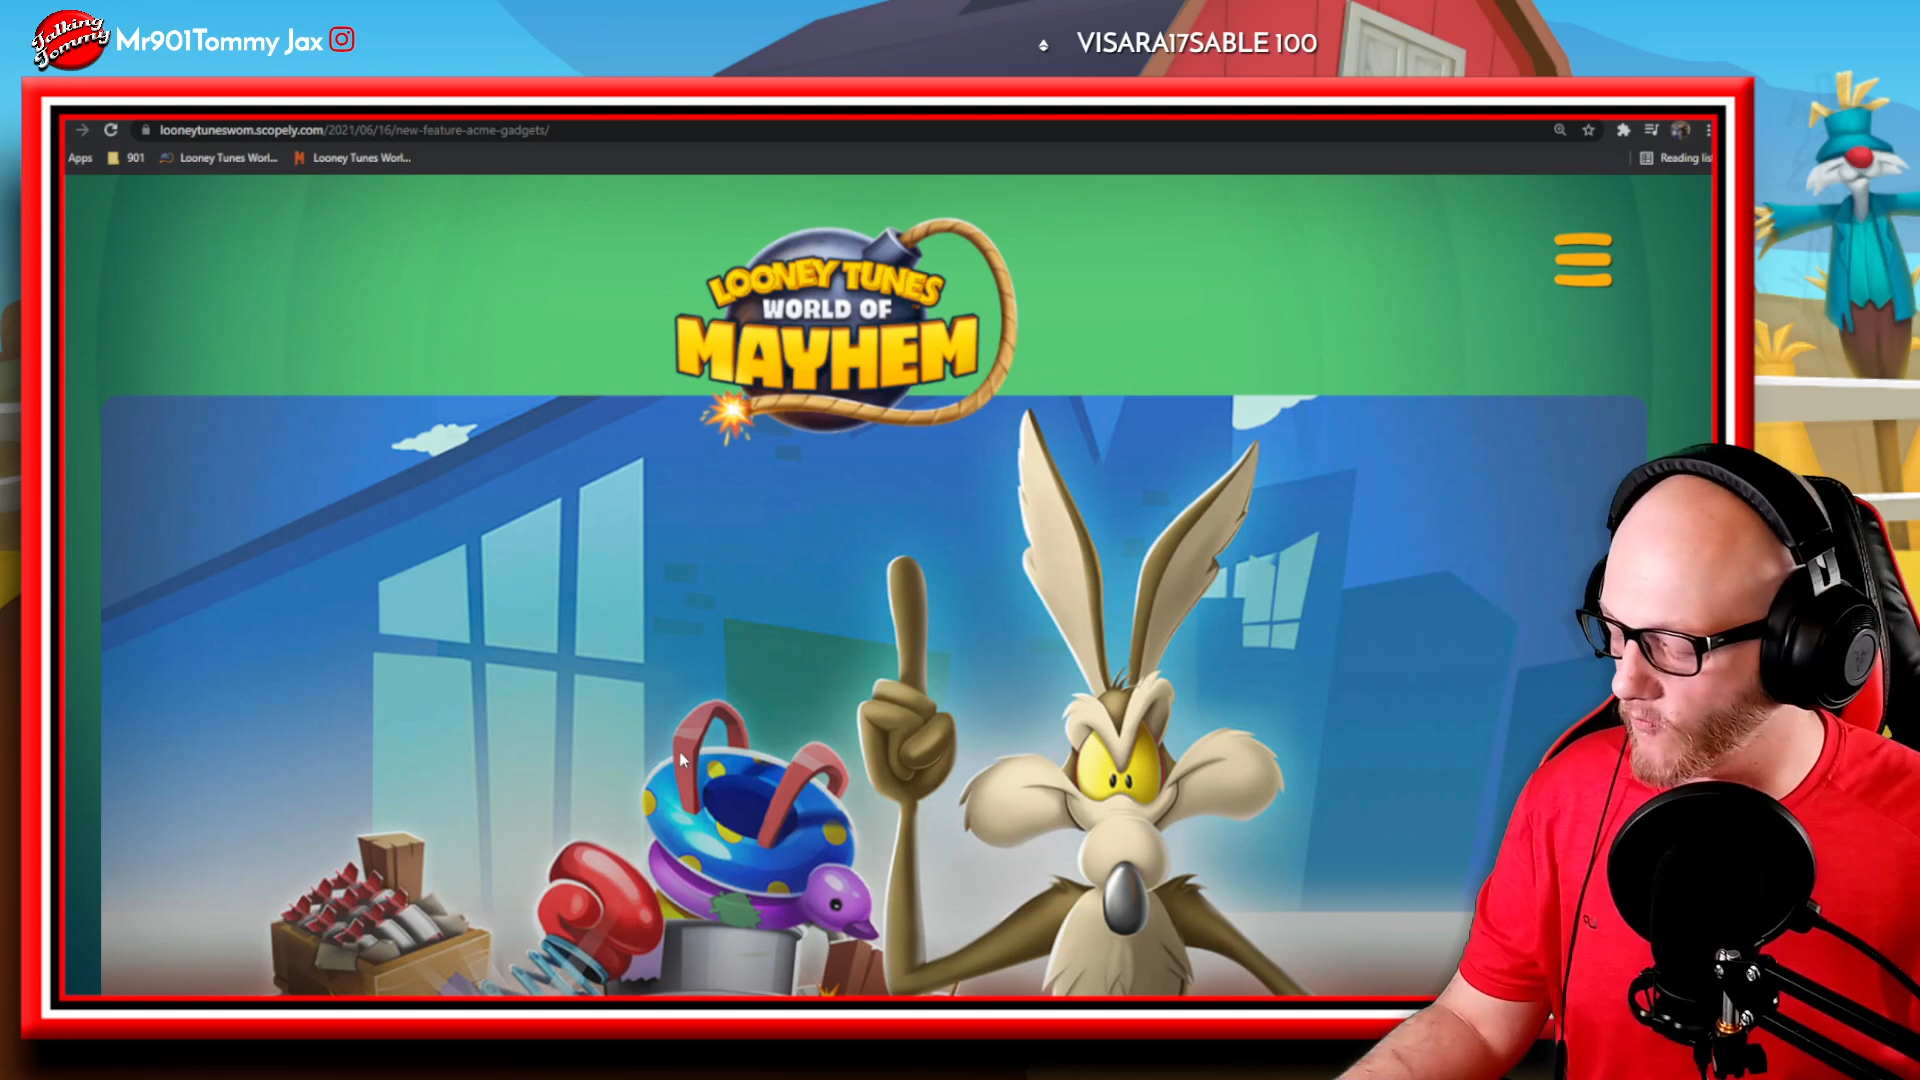 Talking Tommy
Mr901Tommy Jax
VISARA17SABLE 100
looneytuneswom.scopely.com/2021/06/16/new-feature-acme-gadgets/
Apps 901 Looney Tunes Worl... Looney Tunes Worl... Reading lis
LOONEY TUNES
WORLD OF
MAYHEM